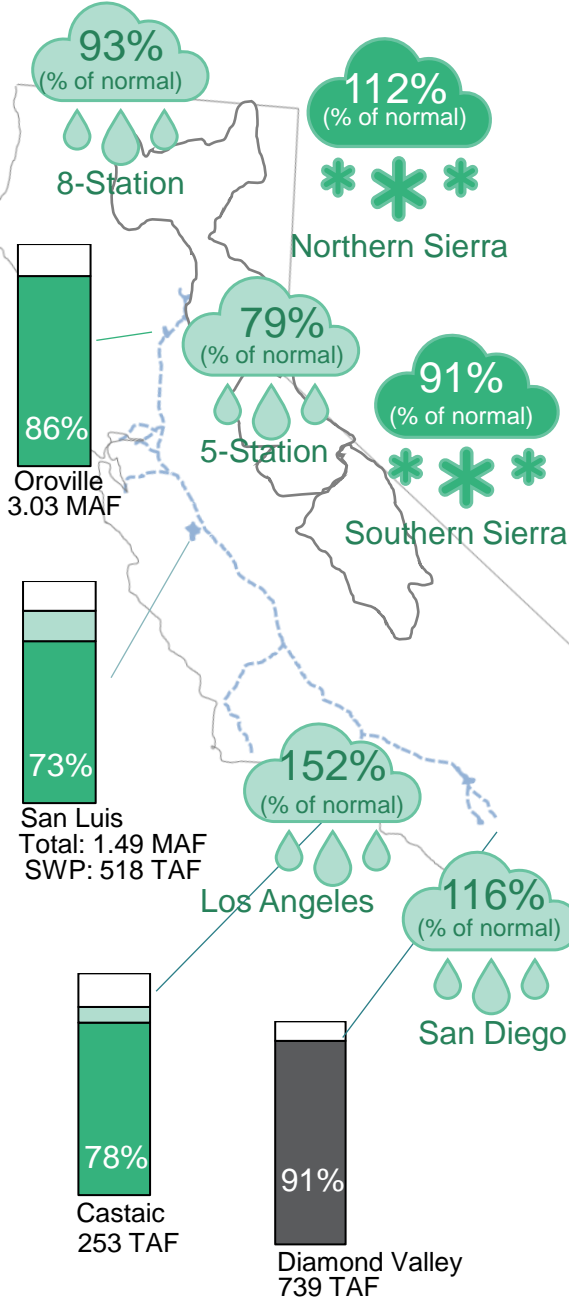 93%
(% of normal)
8-Station
112%
(% of normal)
Northern Sierra
79%
(% of normal)
5-Station
91%
(% of normal)
Southern Sierra
86%
Oroville
3.03 MAF
73%
San Luis
Total: 1.49 MAF
SWP: 518 TAF
152%
(% of normal)
Los Angeles
116%
(% of normal)
San Diego
78%
Castaic
253 TAF
91%
Diamond Valley
739 TAF